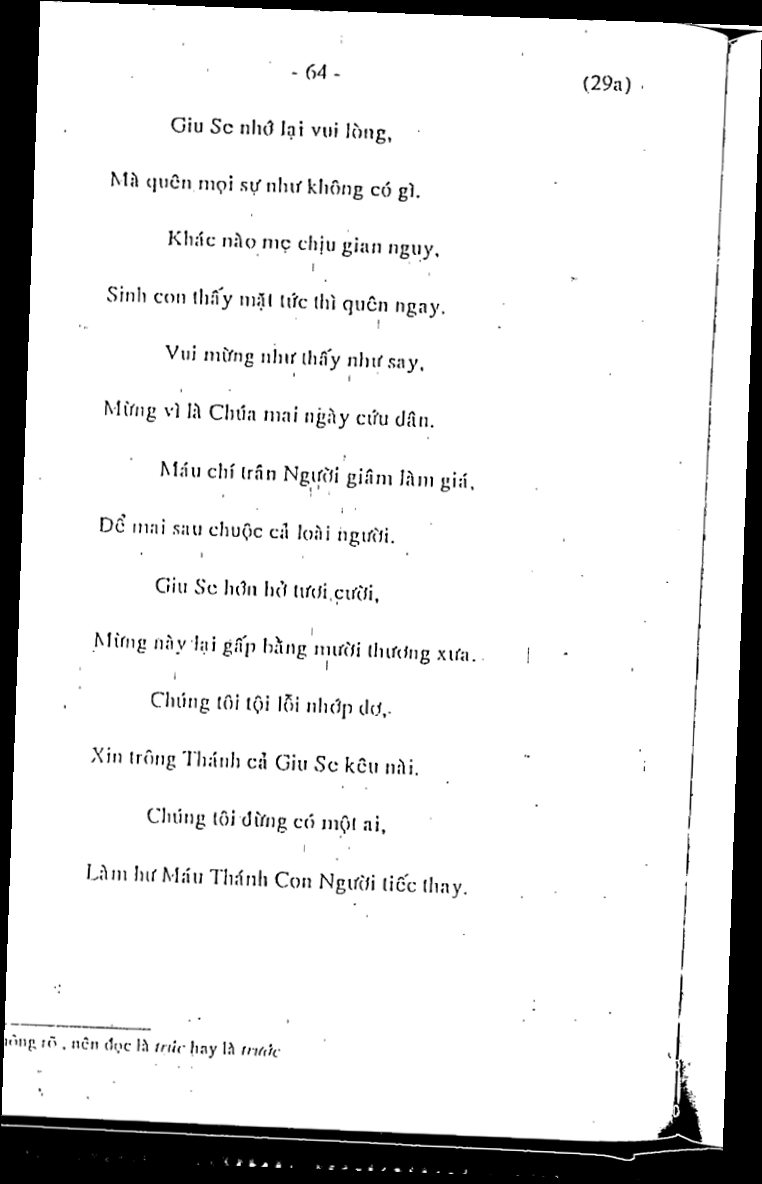 - 64 -
(29a)
Giu Se nhớ lại vui lòng,
Mà quên mọi sự như không có gì.
Khác nào mẹ chịu gian nguy,
Sinh con thấy mặt tức thì quên ngay.
Vui mừng như thấy như say,
Mừng vì là Chúa mai ngày cứu dân.
Máu chí trân Người giâm làm giá,
Để mai sau chuộc cả loài người.
Giu Se hớn hở tươi cười,
Mừng này lại gấp bằng mười thương xưa.
Chúng tôi tội lỗi nhớp dơ,
Xin trông Thánh cả Giu Se kêu nài.
Chúng tôi đừng có một ai,
Làm hư Máu Thánh Con Người tiếc thay.
rõ , nên đọc là trúc hay là trước